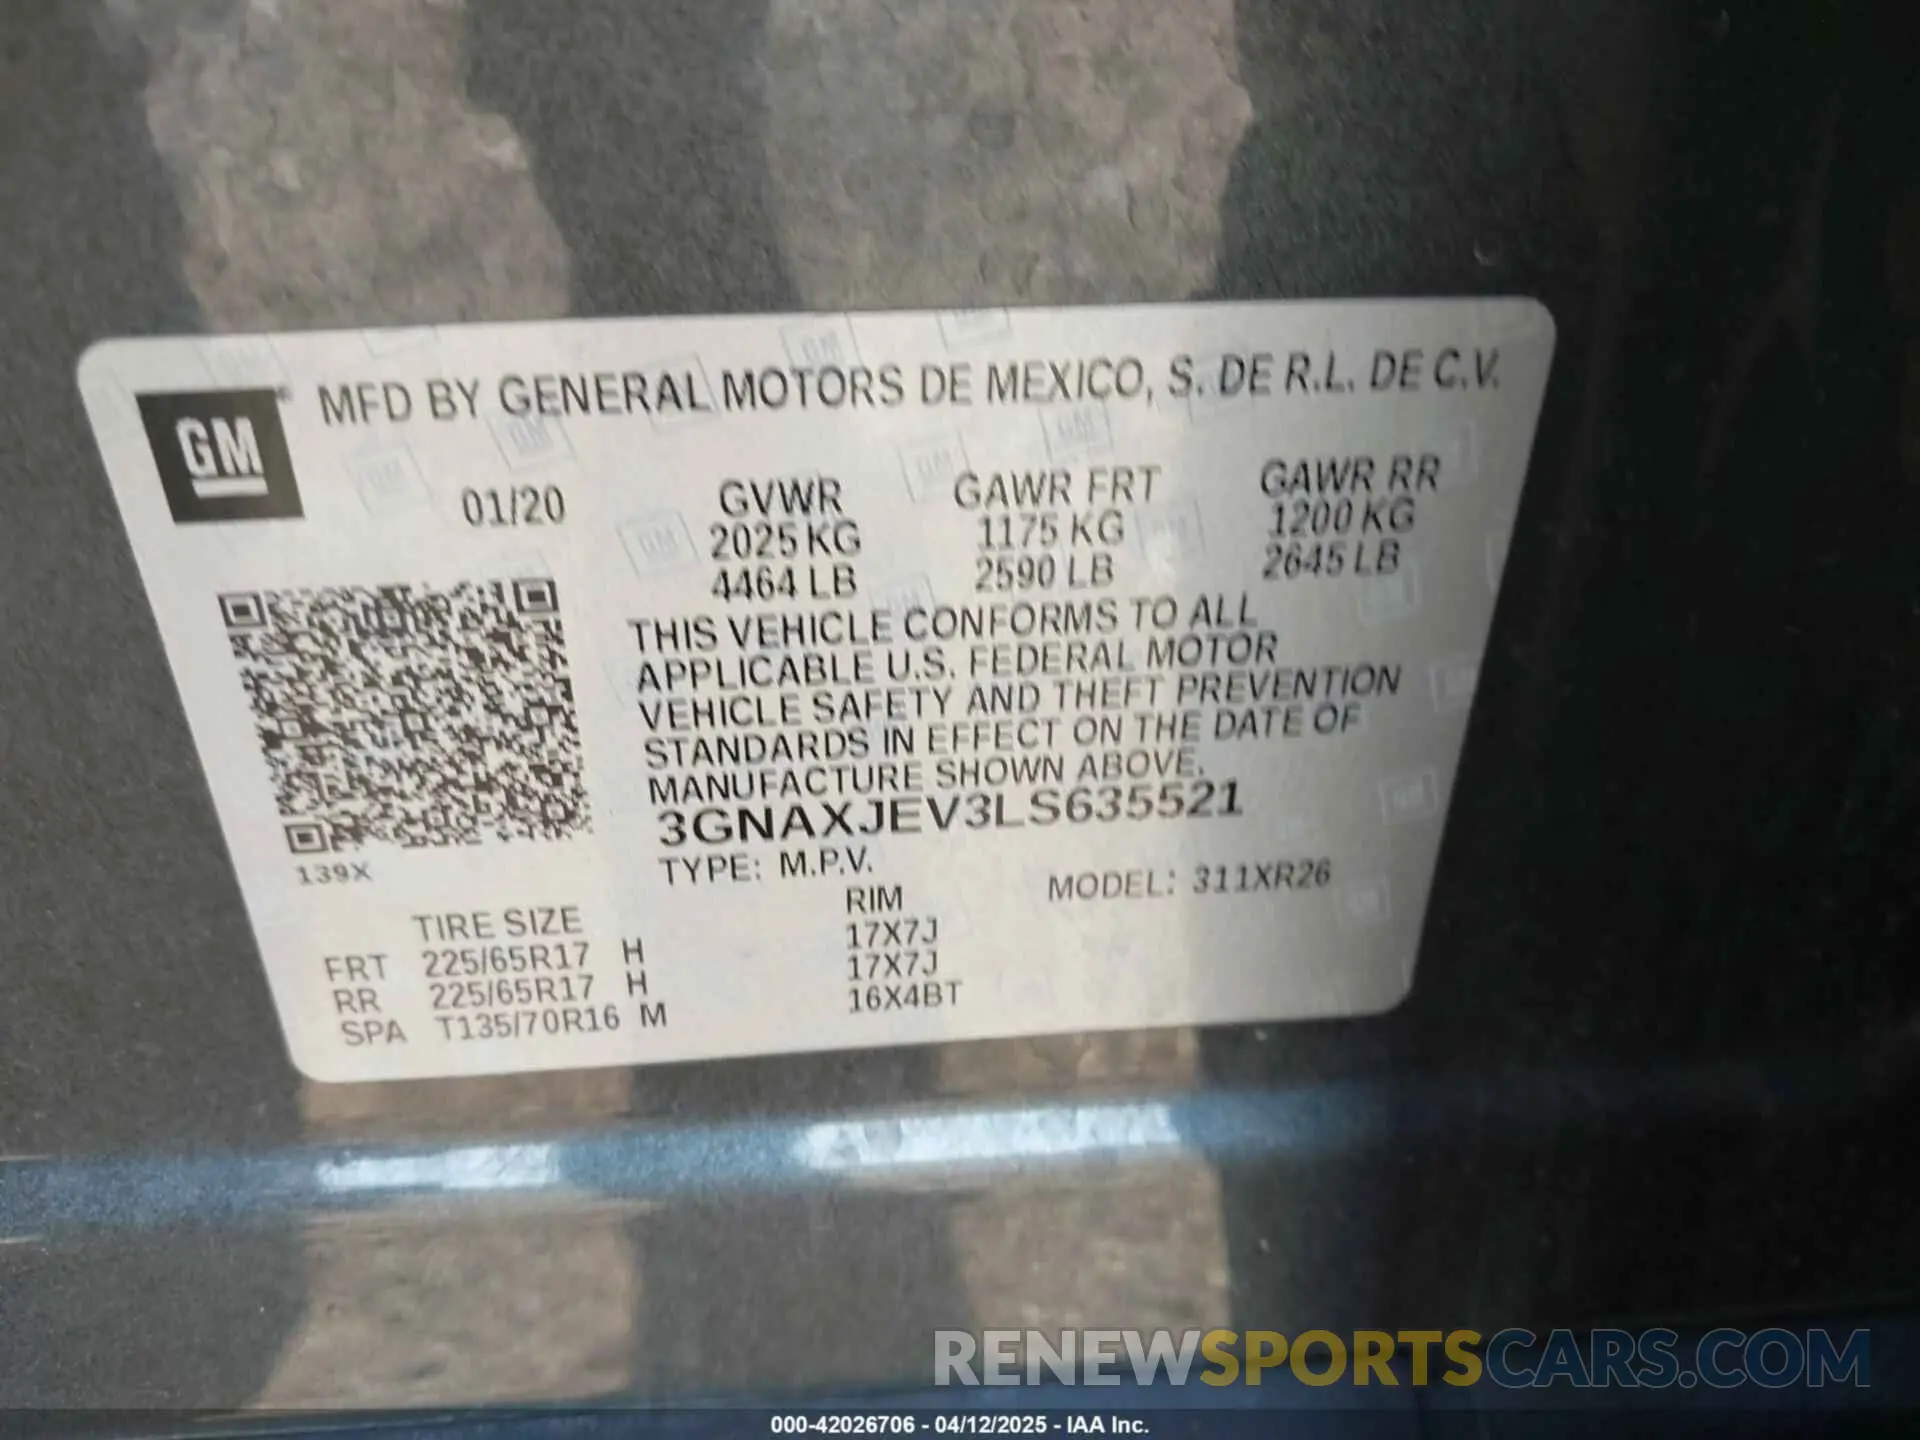 GM® MFD BY GENERAL MOTORS DE MEXICO, S. DE R.L. DE C.V.
01/20 GVWR GAWR FRT GAWR RR
2025 KG 1175 KG 1200 KG
4464 LB 2590 LB 2645 LB
THIS VEHICLE CONFORMS TO ALL
APPLICABLE U.S. FEDERAL MOTOR
VEHICLE SAFETY AND THEFT PREVENTION
STANDARDS IN EFFECT ON THE DATE OF
MANUFACTURE SHOWN ABOVE.
3GNAXJEV3LS635521
139X
TYPE: M.P.V. MODEL: 311XR26
TIRE SIZE RIM
FRT 225/65R17 H 17X7J
RR 225/65R17 H 17X7J
SPA T135/70R16 M 16X4BT
RENEWSPORTSCARS.COM
000-42026706 - 04/12/2025 - IAA Inc.